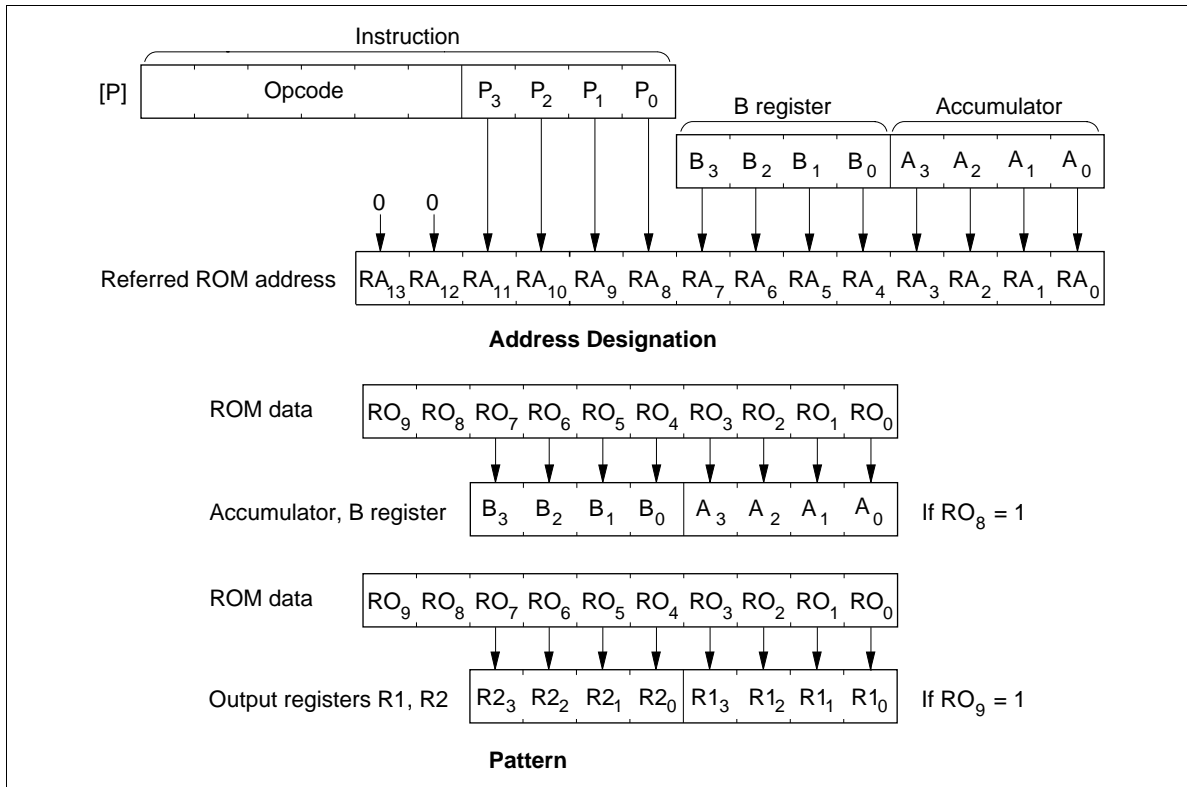 Instruction
[P] Opcode P3 P2 P1 P0
B register Accumulator
B3 B2 B1 B0 A3 A2 A1 A0
0 0
Referred ROM address RA13 RA12 RA11 RA10 RA9 RA8 RA7 RA6 RA5 RA4 RA3 RA2 RA1 RA0
Address Designation
ROM data RO9 RO8 RO7 RO6 RO5 RO4 RO3 RO2 RO1 RO0
Accumulator, B register B3 B2 B1 B0 A3 A2 A1 A0 If RO8 = 1
ROM data RO9 RO8 RO7 RO6 RO5 RO4 RO3 RO2 RO1 RO0
Output registers R1, R2 R23 R22 R21 R20 R13 R12 R11 R10 If RO9 = 1
Pattern